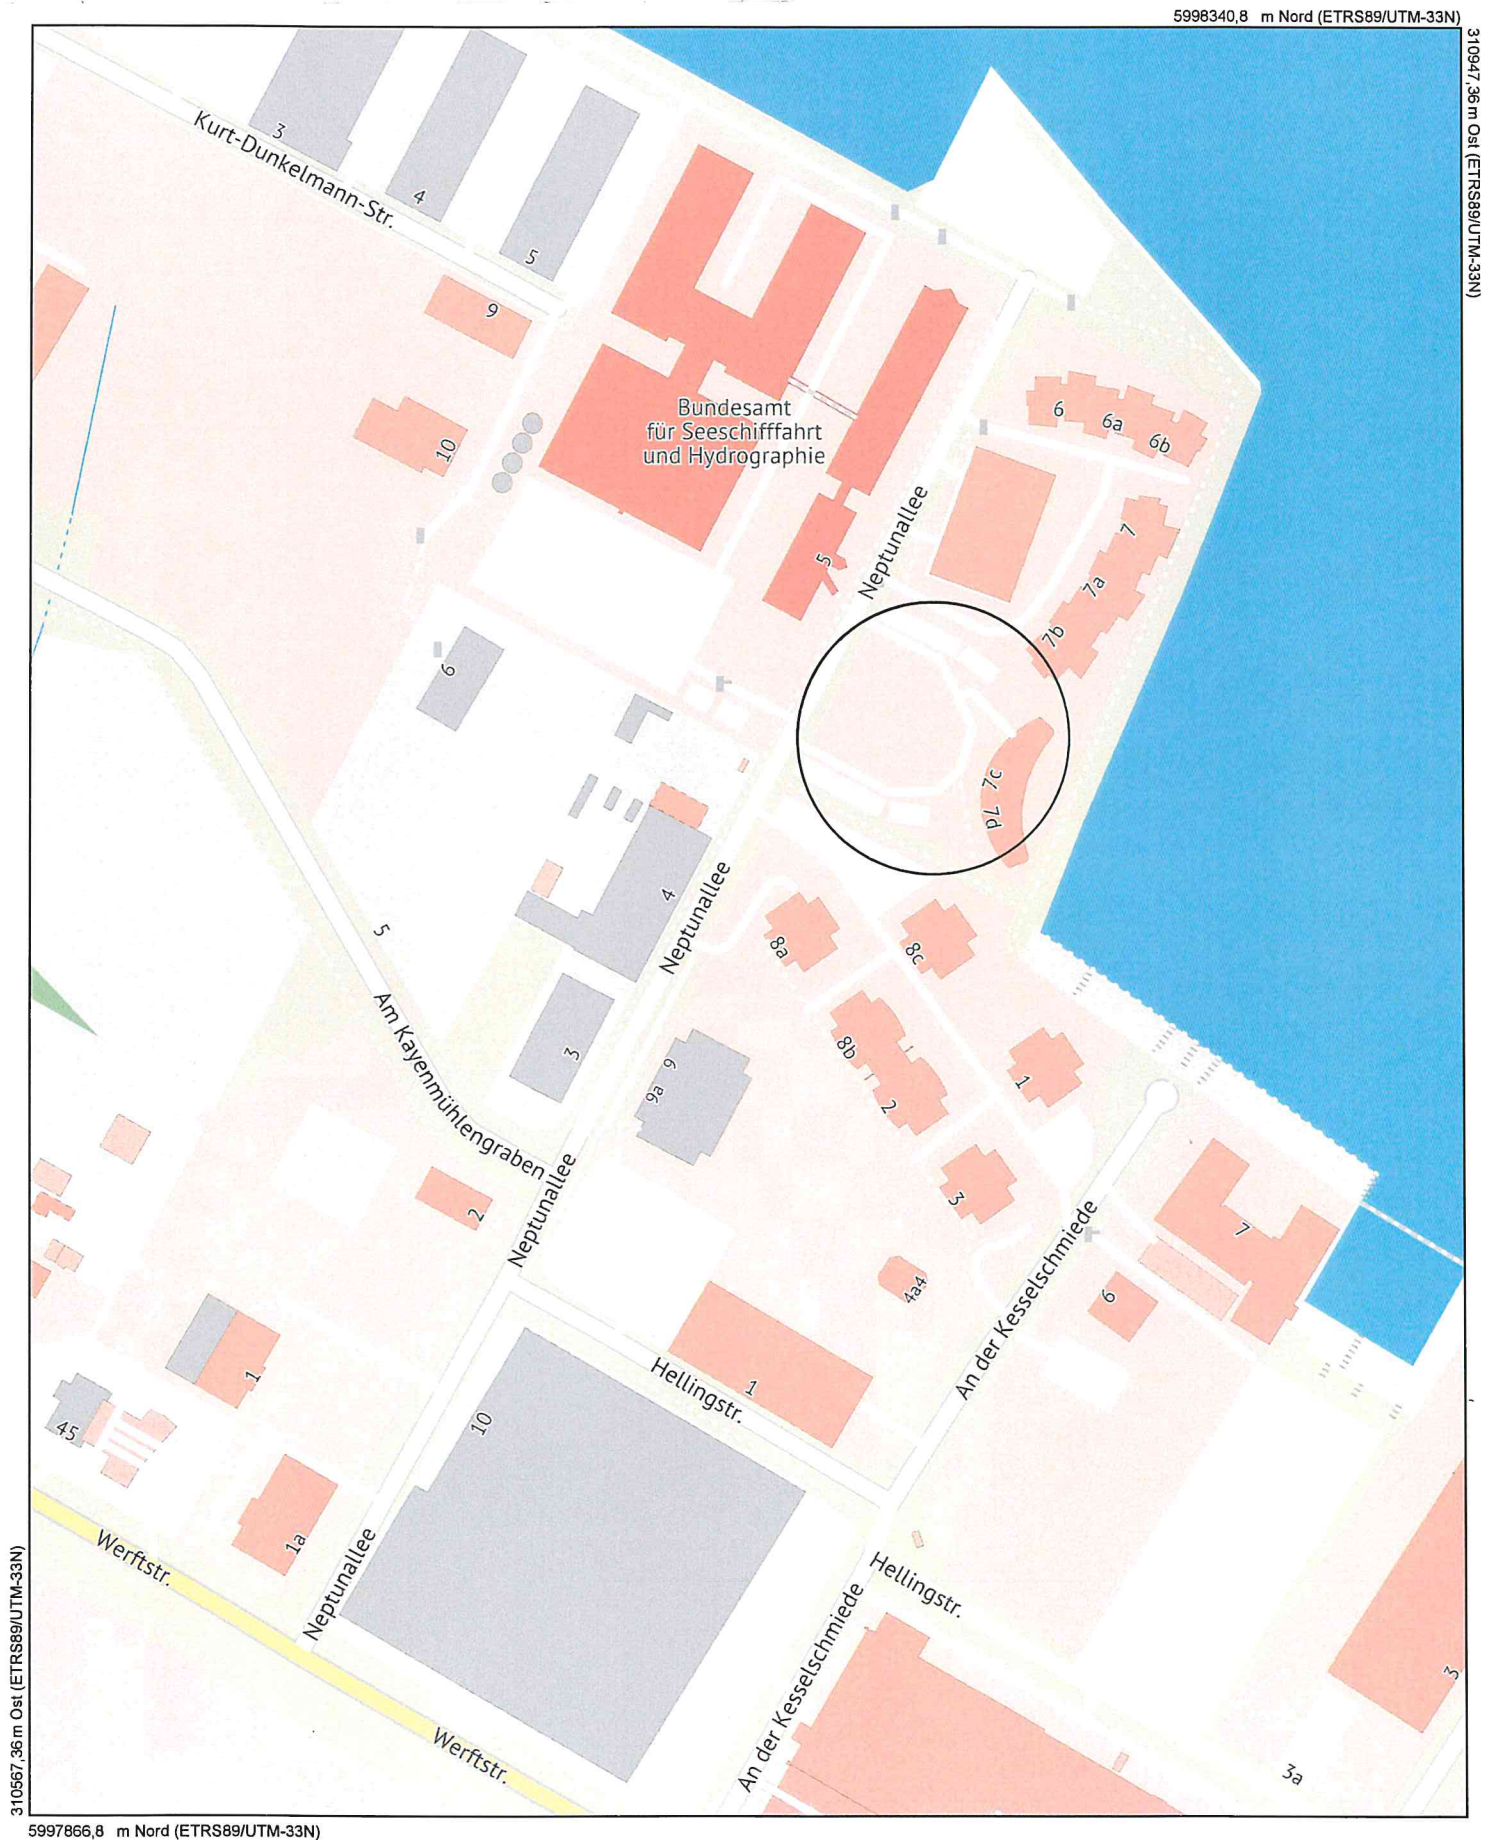 5998340,8 m Nord (ETRS89/UTM-33N)
310947,36 m Ost (ETRS89/UTM-33N)
3
Kurt-Dunkelmann-Str.
4
5
9
10
Bundesamt
für Seeschifffahrt
und Hydrographie
6
6a
6b
Neptunallee
5
7
7a
7b
6
7c
7d
4
Neptunallee
8a
8c
5
Am Kayenmühlengraben
3
9a 9
8b
2
1
3
2
Neptunallee
4a4
An der Kesselschmiede
7
6
1
45
10
Hellingstr.
1
1a
Werftstr.
Neptunallee
Hellingstr.
An der Kesselschmiede
3
3a
Werftstr.
310567,36 m Ost (ETRS89/UTM-33N)
5997866,8 m Nord (ETRS89/UTM-33N)